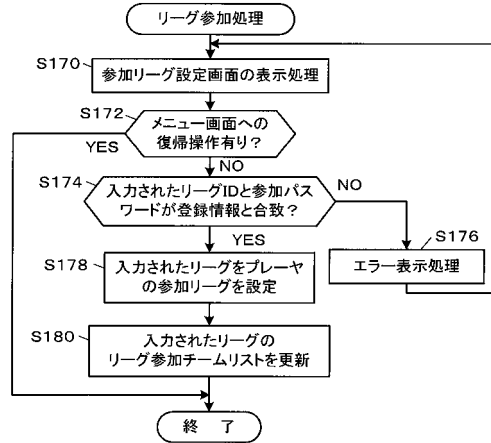 リーグ参加処理
S170
参加リーグ設定画面の表示処理
S172
メニュー画面への
復帰操作有り?
YES
NO
S174
入力されたリーグIDと参加パス
ワードが登録情報と合致?
NO
YES
S176
エラー表示処理
S178
入力されたリーグをプレーヤ
の参加リーグを設定
S180
入力されたリーグの
リーグ参加チームリストを更新
終 了